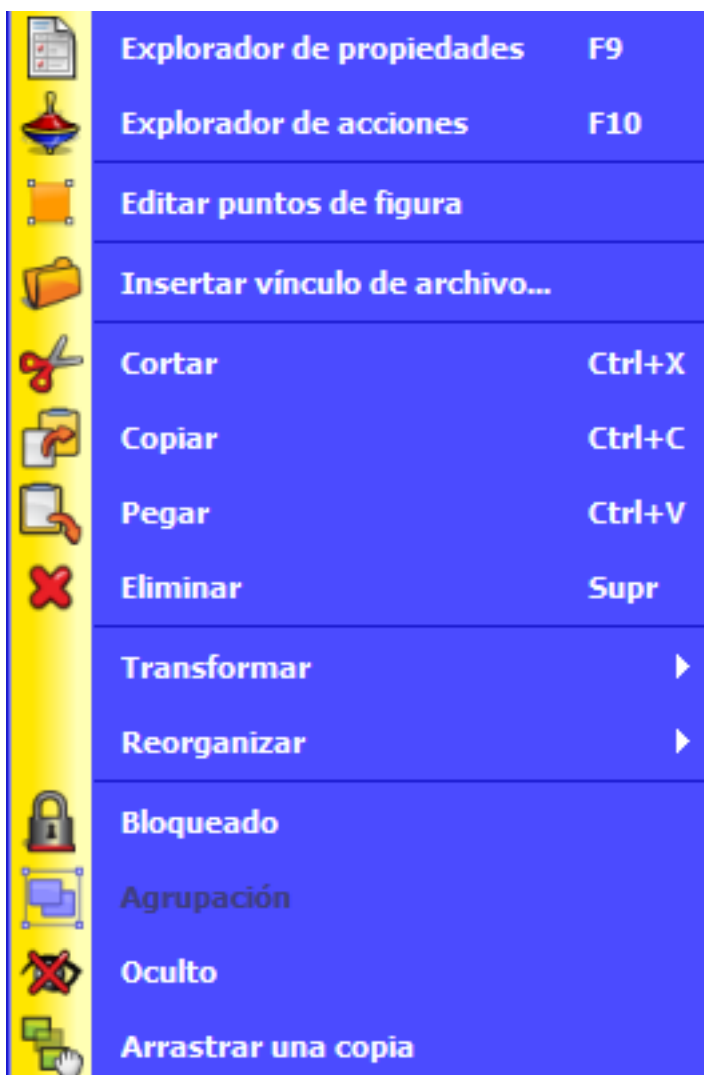 Explorador de propiedades F9
Explorador de acciones F10
Editar puntos de figura
Insertar vínculo de archivo...
Cortar Ctrl+X
Copiar Ctrl+C
Pegar Ctrl+V
Eliminar Supr
Transformar
Reorganizar
Bloqueado
Agrupación
Oculto
Arrastrar una copia